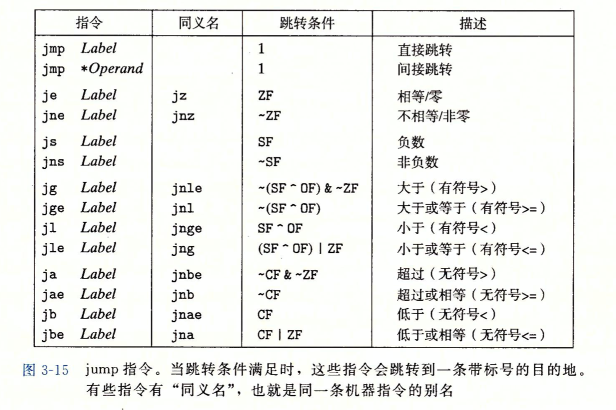 指令 同义名 跳转条件 描述
jmp Label 1 直接跳转
jmp *Operand 1 间接跳转
je Label jz ZF 相等/零
jne Label jnz ~ZF 不相等/非零
js Label SF 负数
jns Label ~SF 非负数
jg Label jnle ~(SF ^ OF) & ~ZF 大于（有符号>）
jge Label jnl ~(SF ^ OF) 大于或等于（有符号>=）
jl Label jnge SF ^ OF 小于（有符号<）
jle Label jng (SF ^ OF) | ZF 小于或等于（有符号<=）
ja Label jnbe ~CF & ~ZF 超过（无符号>）
jae Label jnb ~CF 超过或相等（无符号>=）
jb Label jnae CF 低于（无符号<）
jbe Label jna CF | ZF 低于或相等（无符号<=）
图 3-15 jump 指令。当跳转条件满足时，这些指令会跳转到一条带标号的目的地。
有些指令有“同义名”，也就是同一条机器指令的别名